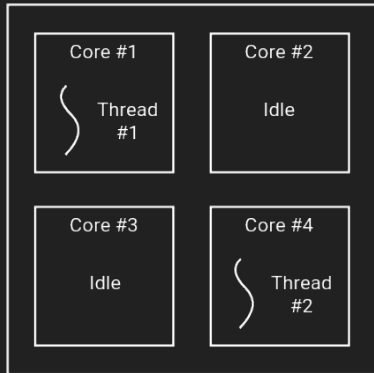 Core #1
Thread
#1
Core #2
Idle
Core #3
Idle
Core #4
Thread
#2